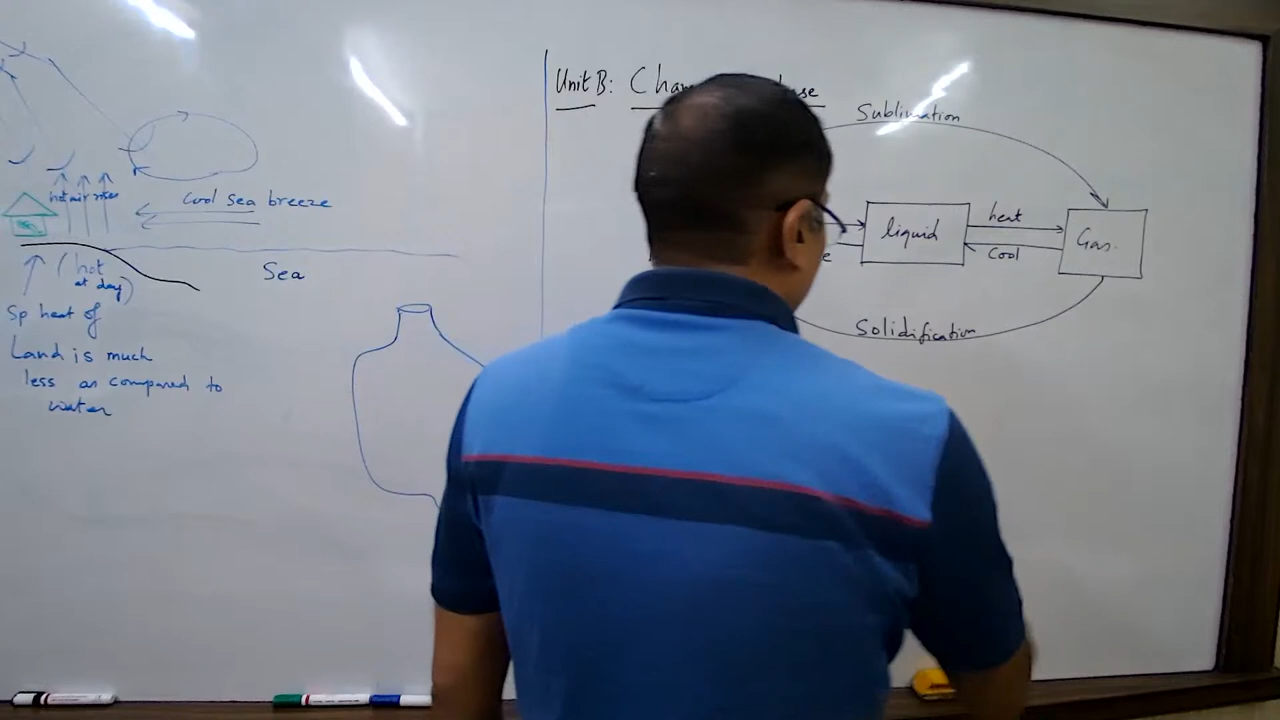 hot air rises
Cool sea breeze
(hot
at day)
Sea
Sp heat of
Land is much
less as compared to
water
Unit B:
Sublimation
liquid
heat
Cool
Gas.
Solidification